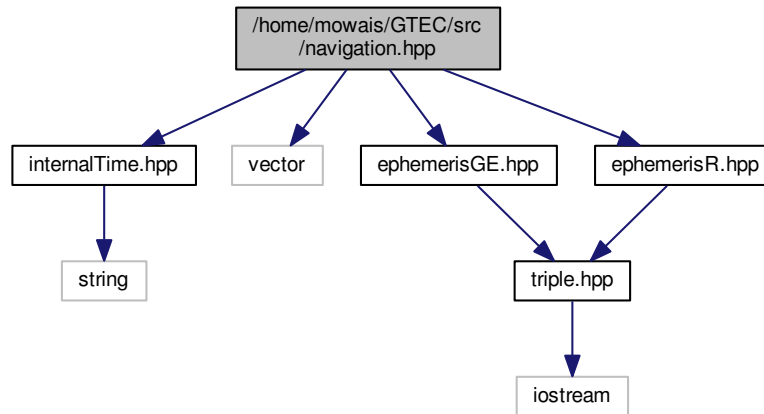 /home/mowais/GTEC/src
/navigation.hpp
internalTime.hpp
vector
ephemerisGE.hpp
ephemerisR.hpp
string
triple.hpp
iostream